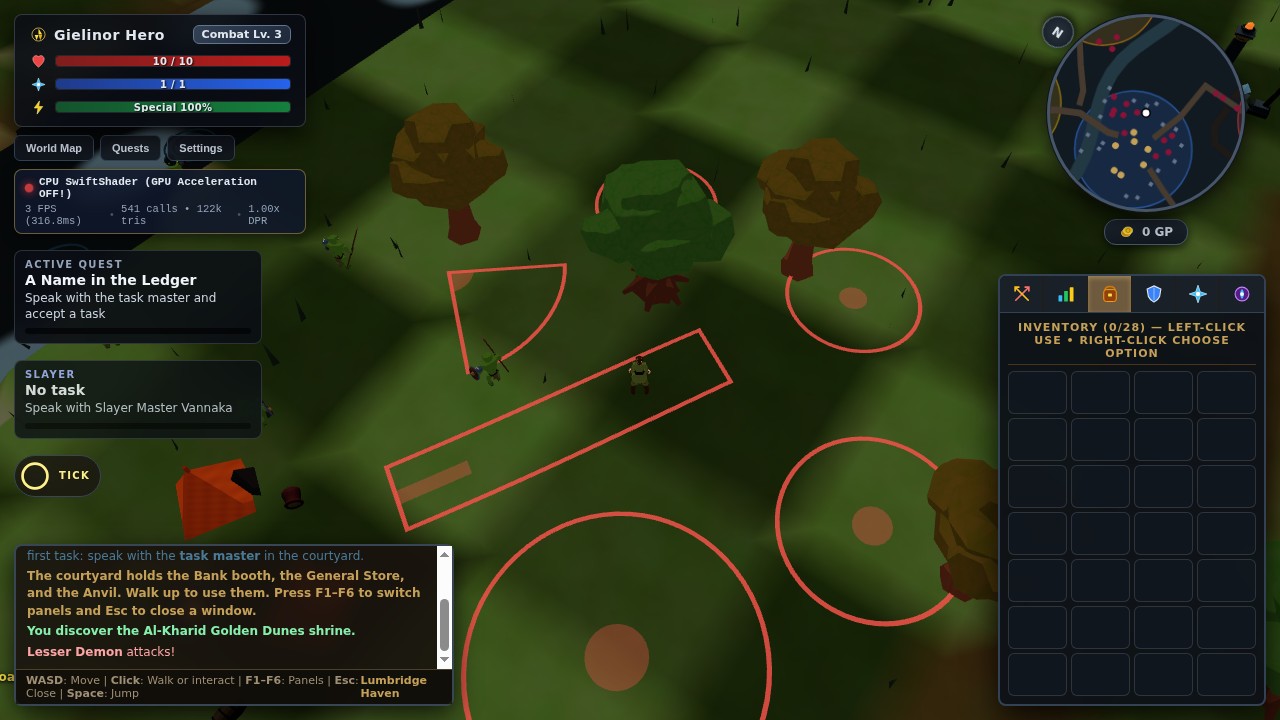 Gielinor Hero
Combat Lv. 3
10 / 10
1 / 1
Special 100%
World Map
Quests
Settings
CPU SwiftShader (GPU Acceleration
OFF!)
3 FPS
(316.8ms)
• 541 calls • 122k
tris
• 1.00x
DPR
ACTIVE QUEST
A Name in the Ledger
Speak with the task master and
accept a task
SLAYER
No task
Speak with Slayer Master Vannaka
TICK
first task: speak with the task master in the courtyard.
The courtyard holds the Bank booth, the General Store,
and the Anvil. Walk up to use them. Press F1–F6 to switch
panels and Esc to close a window.
You discover the Al-Kharid Golden Dunes shrine.
Lesser Demon attacks!
WASD: Move | Click: Walk or interact | F1–F6: Panels | Esc:
Close | Space: Jump
Lumbridge
Haven
N
0 GP
INVENTORY (0/28) — LEFT-CLICK
USE • RIGHT-CLICK CHOOSE
OPTION